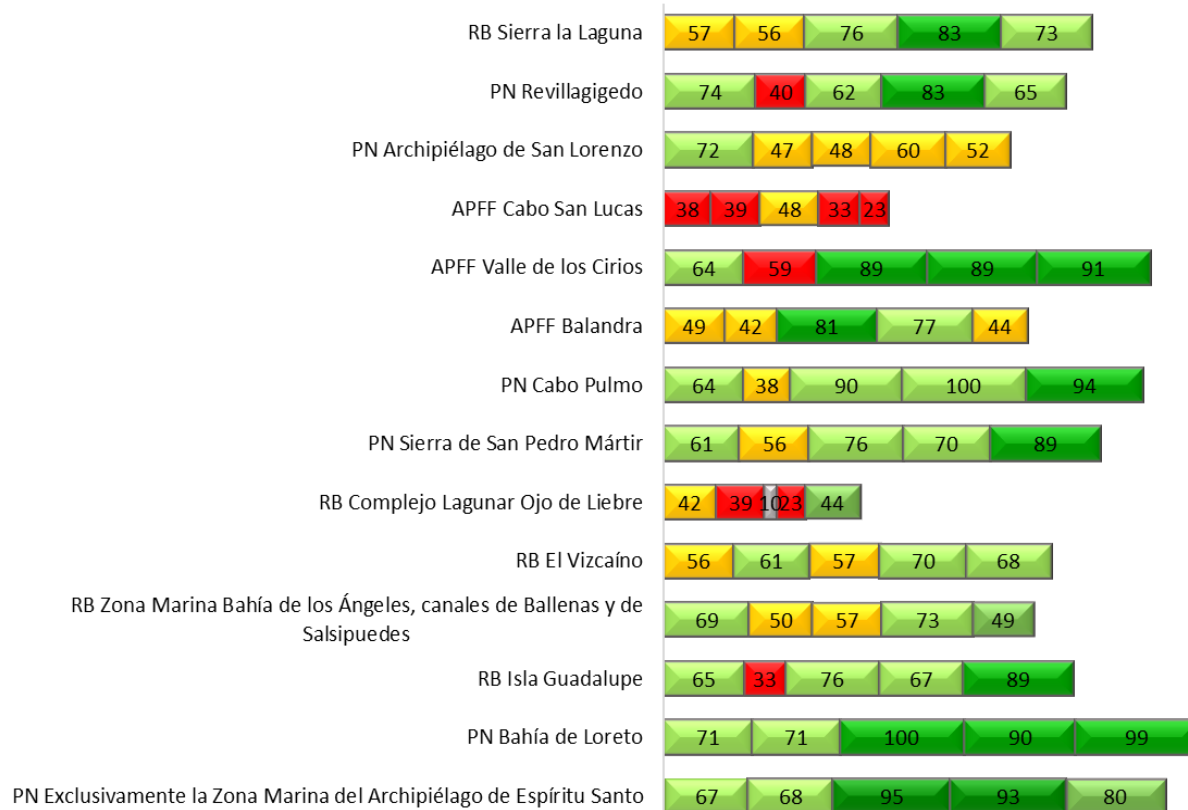 RB Sierra la Laguna 57 56 76 83 73
PN Revillagigedo 74 40 62 83 65
PN Archipiélago de San Lorenzo 72 47 48 60 52
APFF Cabo San Lucas 38 39 48 33 23
APFF Valle de los Cirios 64 59 89 89 91
APFF Balandra 49 42 81 77 44
PN Cabo Pulmo 64 38 90 100 94
PN Sierra de San Pedro Mártir 61 56 76 70 89
RB Complejo Lagunar Ojo de Liebre 42 39 10 23 44
RB El Vizcaíno 56 61 57 70 68
RB Zona Marina Bahía de los Ángeles, canales de Ballenas y de
Salsipuedes 69 50 57 73 49
RB Isla Guadalupe 65 33 76 67 89
PN Bahía de Loreto 71 71 100 90 99
PN Exclusivamente la Zona Marina del Archipiélago de Espíritu Santo 67 68 95 93 80